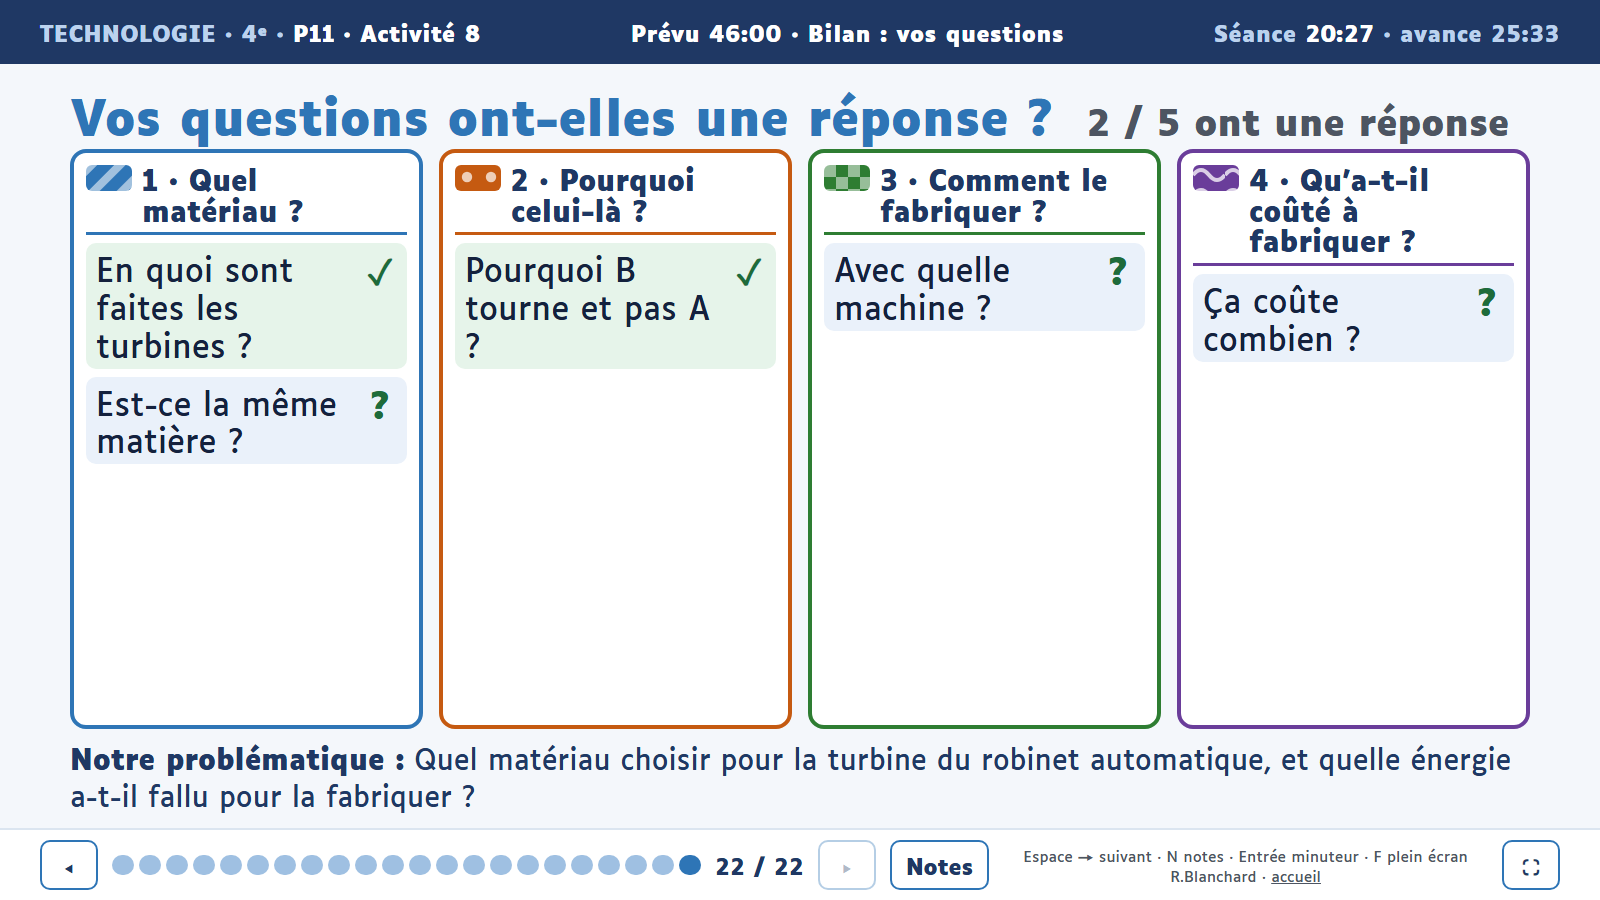 TECHNOLOGIE · 4e · P11 · Activité 8
Prévu 46:00 · Bilan : vos questions
Séance 20:27 · avance 25:33
Vos questions ont-elles une réponse ?
2 / 5 ont une réponse
1 · Quel
matériau ?
En quoi sont
faites les
turbines ?
✓
Est-ce la même
matière ?
?
2 · Pourquoi
celui-là ?
Pourquoi B
tourne et pas A
?
✓
3 · Comment le
fabriquer ?
Avec quelle
machine ?
?
4 · Qu’a-t-il
coûté à
fabriquer ?
Ça coûte
combien ?
?
Notre problématique : Quel matériau choisir pour la turbine du robinet automatique, et quelle énergie
a-t-il fallu pour la fabriquer ?
22 / 22
Notes
Espace → suivant · N notes · Entrée minuteur · F plein écran
R.Blanchard · accueil